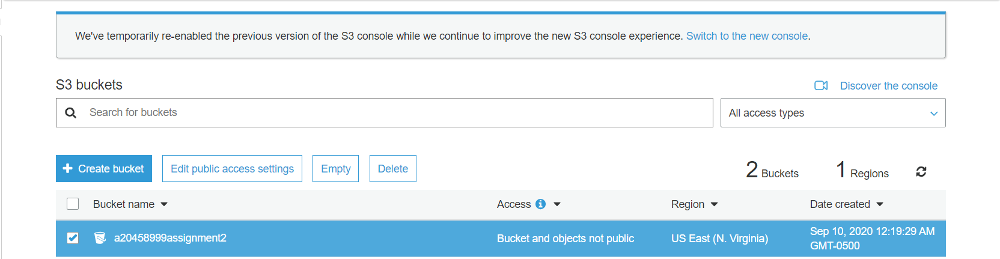 We've temporarily re-enabled the previous version of the S3 console while we continue to improve the new S3 console experience. Switch to the new console.
S3 buckets
Discover the console
Search for buckets
All access types
Create bucket
Edit public access settings
Empty
Delete
2 Buckets
1 Regions
Bucket name
Access
Region
Date created
a20458999assignment2
Bucket and objects not public
US East (N. Virginia)
Sep 10, 2020 12:19:29 AM
GMT-0500